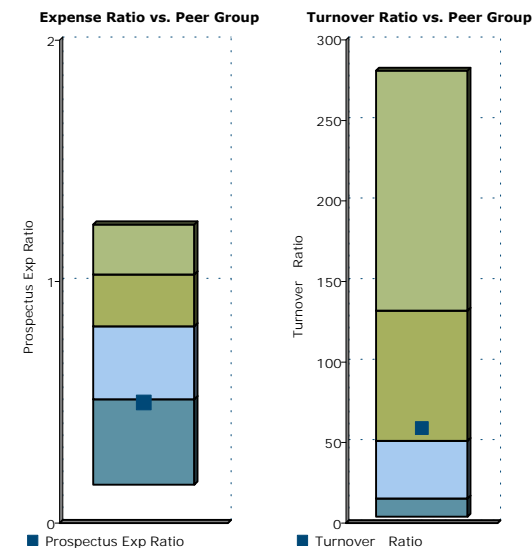 Expense Ratio vs. Peer Group
2
1
0
Prospectus Exp Ratio
Prospectus Exp Ratio
Turnover Ratio vs. Peer Group
300
250
200
150
100
50
0
Turnover Ratio
Turnover Ratio